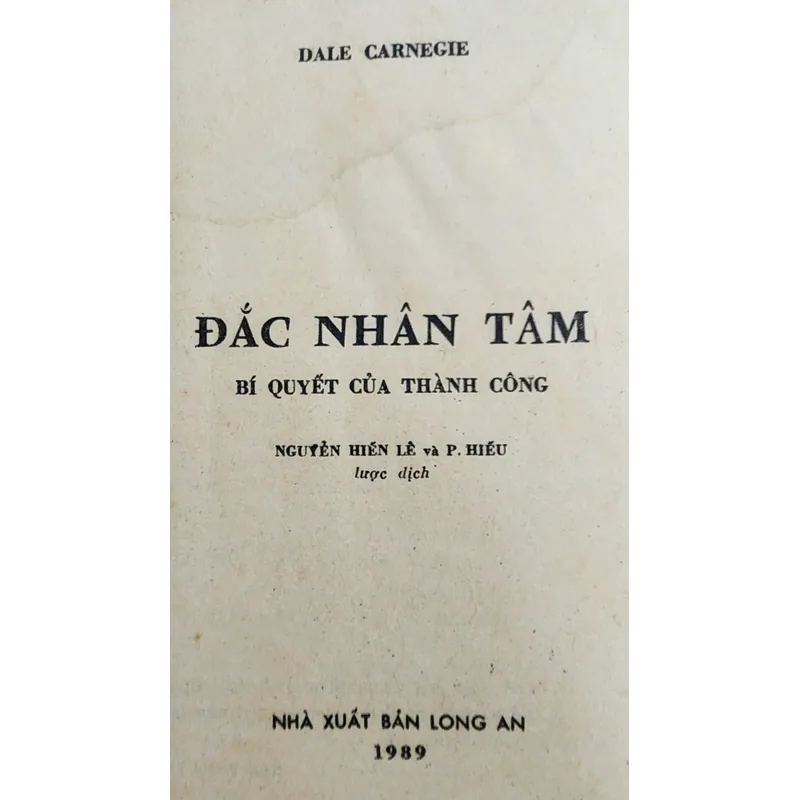 DALE CARNEGIE
ĐẮC NHÂN TÂM
BÍ QUYẾT CỦA THÀNH CÔNG
NGUYỄN HIẾN LÊ và P. HIẾU
lược dịch
NHÀ XUẤT BẢN LONG AN
1989